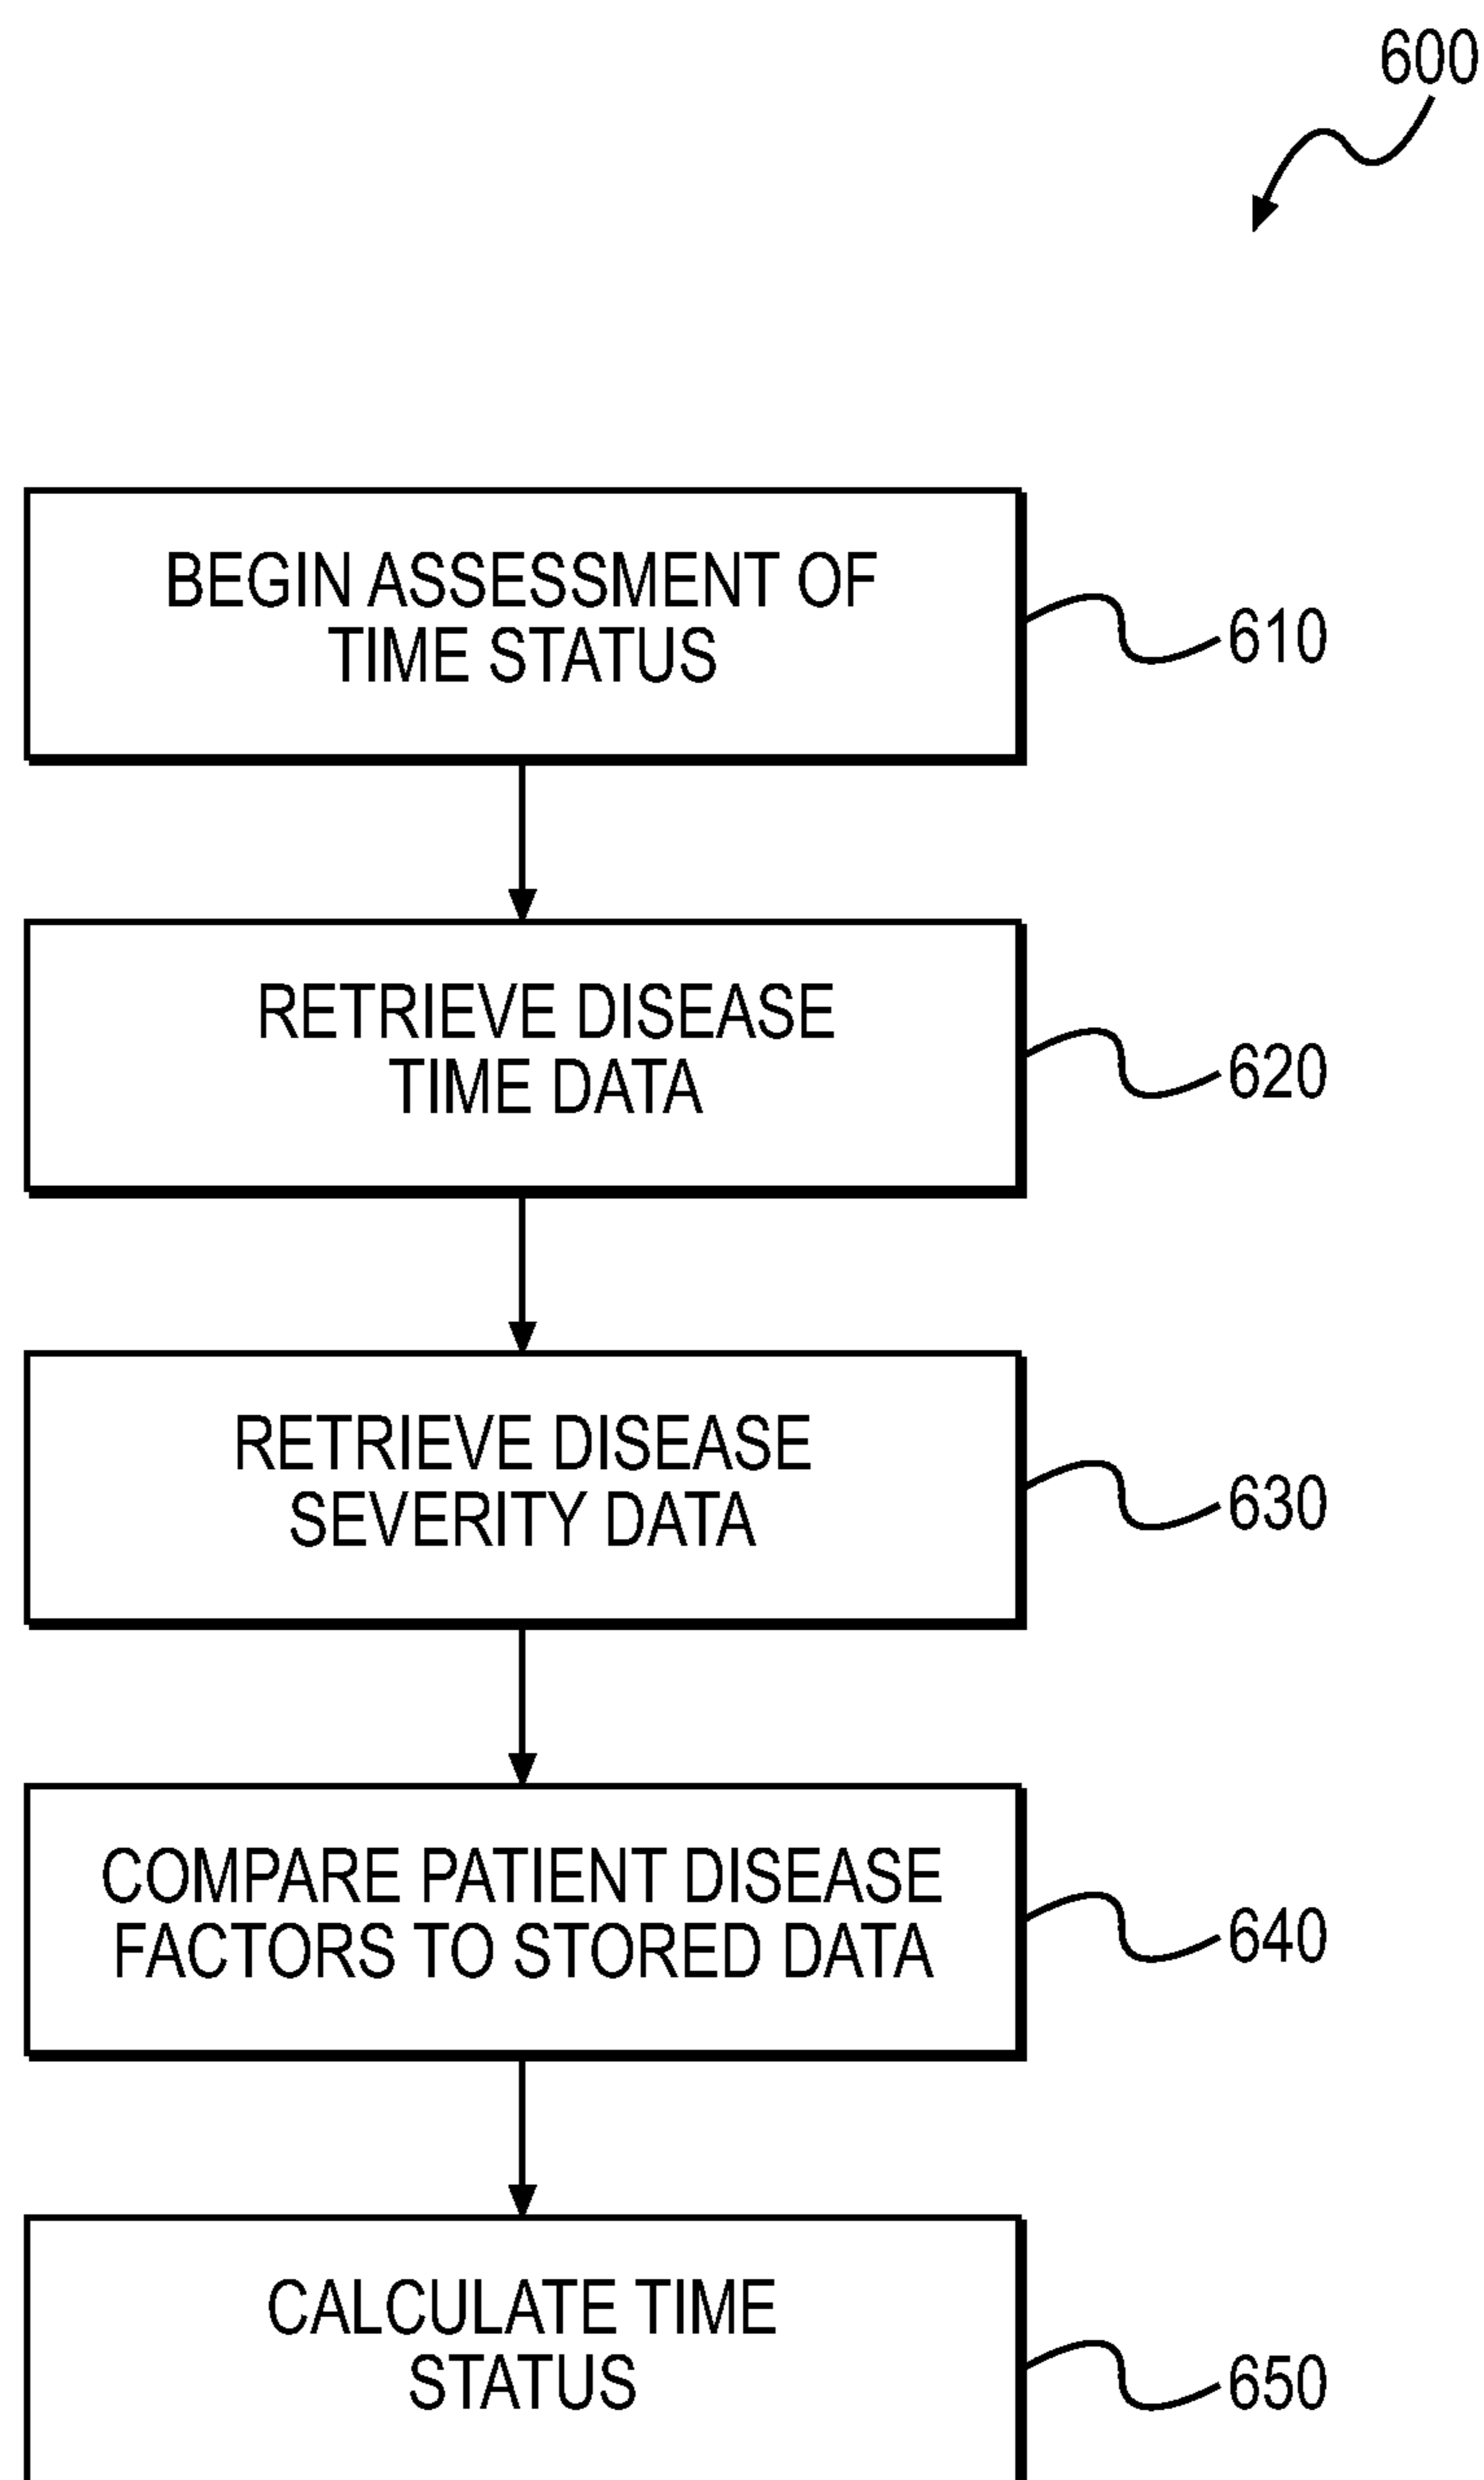 600
BEGIN ASSESSMENT OF
TIME STATUS
610
RETRIEVE DISEASE
TIME DATA
620
RETRIEVE DISEASE
SEVERITY DATA
630
COMPARE PATIENT DISEASE
FACTORS TO STORED DATA
640
CALCULATE TIME
STATUS
650